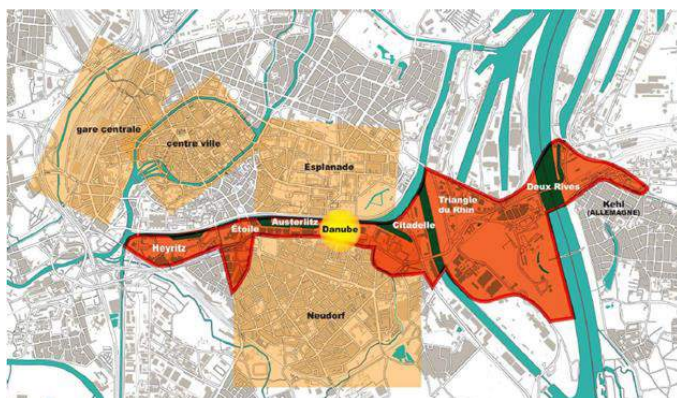 gare centrale
centre ville
Esplanade
Deux Rives
Triangle
du Rhin
Kehl
(ALLEMAGNE)
Heyritz
Étoile
Austerlitz
Danube
Citadelle
Neudorf